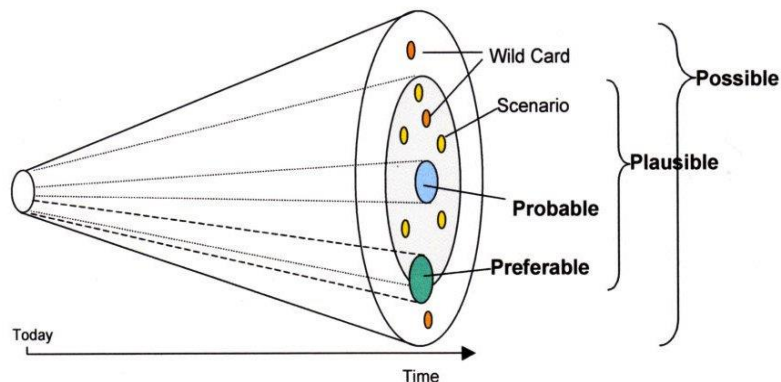 Wild Card
Possible
Scenario
Plausible
Probable
Preferable
Today
Time